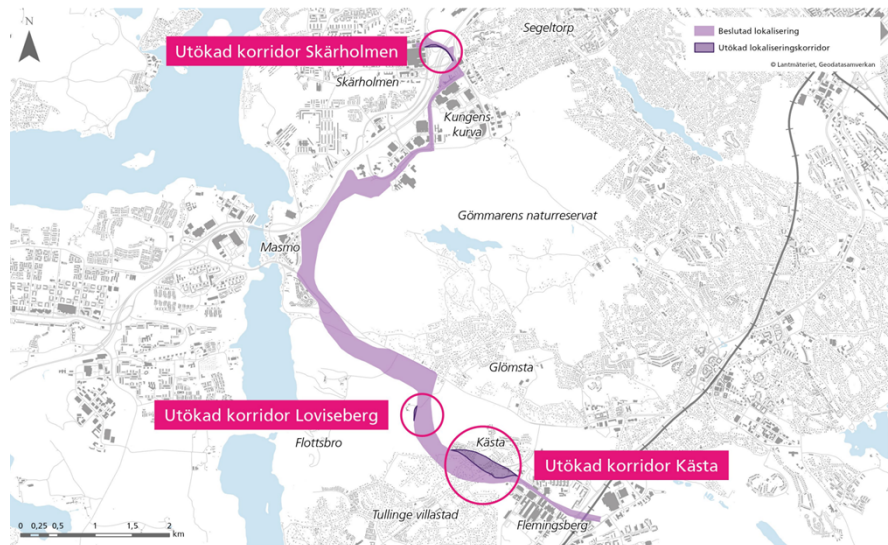 N
Segeltorp
Beslutad lokalisering
Utökad lokaliseringskorridor
© Lantmäteriet, Geodatasamverkan
Utökad korridor Skärholmen
Skärholmen
Kungens-
kurva
Gömmarens naturreservat
Masmo
Glömsta
Utökad korridor Loviseberg
Flottsbro
Kästa
Utökad korridor Kästa
Tullinge villastad
Flemingsberg
0 0,25 0,5 1 1,5 2
km